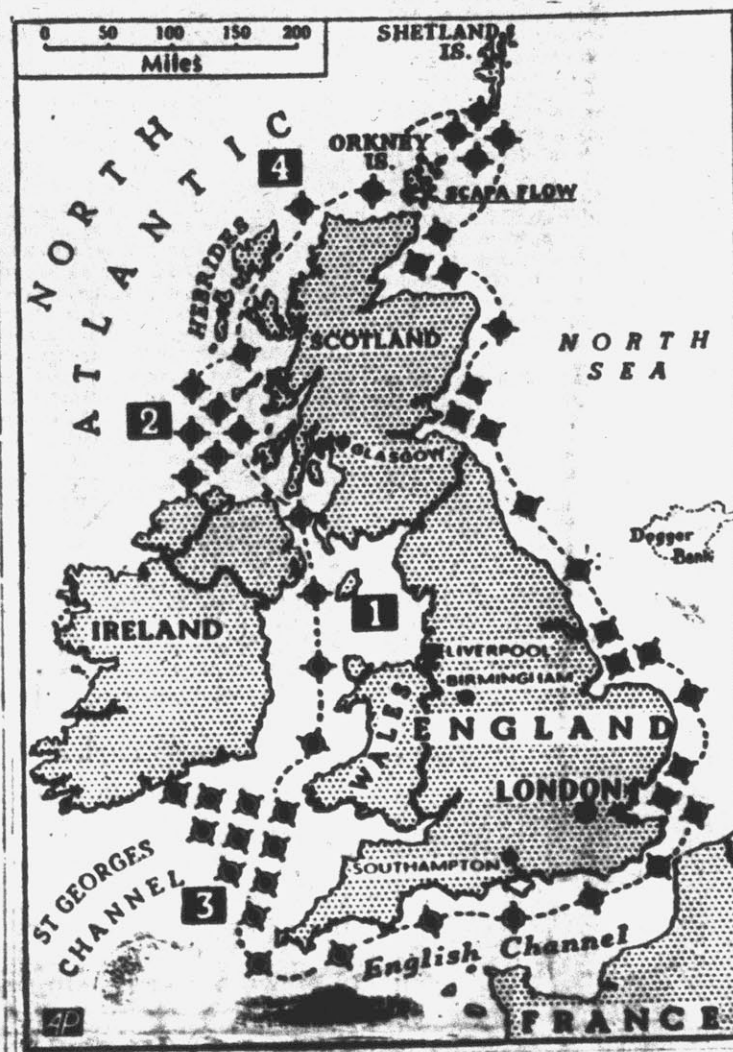 0 50 100 150 200
Miles
SHETLAND
IS.
NORTH
ATLANTIC
4
ORKNEY
IS.
SCAPA FLOW
HEBRIDES
SCOTLAND
NORTH
SEA
2
GLASGOW
Dogger
Bank
IRELAND
1
LIVERPOOL
BIRMINGHAM
WALES
ENGLAND
LONDON
ST GEORGES
CHANNEL
3
SOUTHAMPTON
English Channel
AP
FRANCE